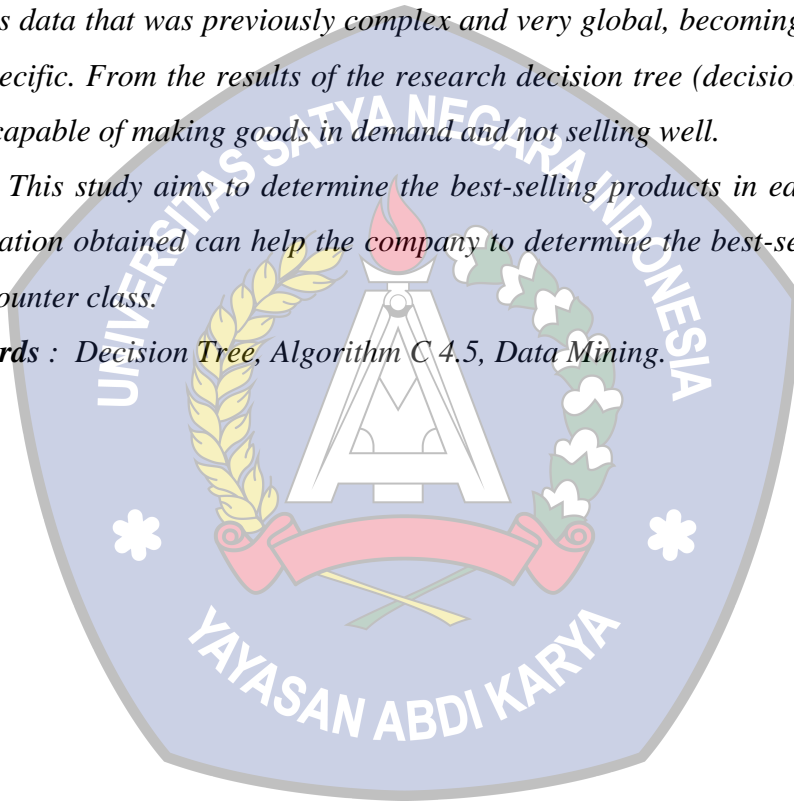 s data that was previously complex and very global, becoming
ecific. From the results of the research decision tree (decision
capable of making goods in demand and not selling well.
This study aims to determine the best-selling products in ea
ation obtained can help the company to determine the best-se
ounter class.
rds : Decision Tree, Algorithm C 4.5, Data Mining.
UNIVERSITAS SATYA NEGARA INDONESIA
YAYASAN ABDI KARYA